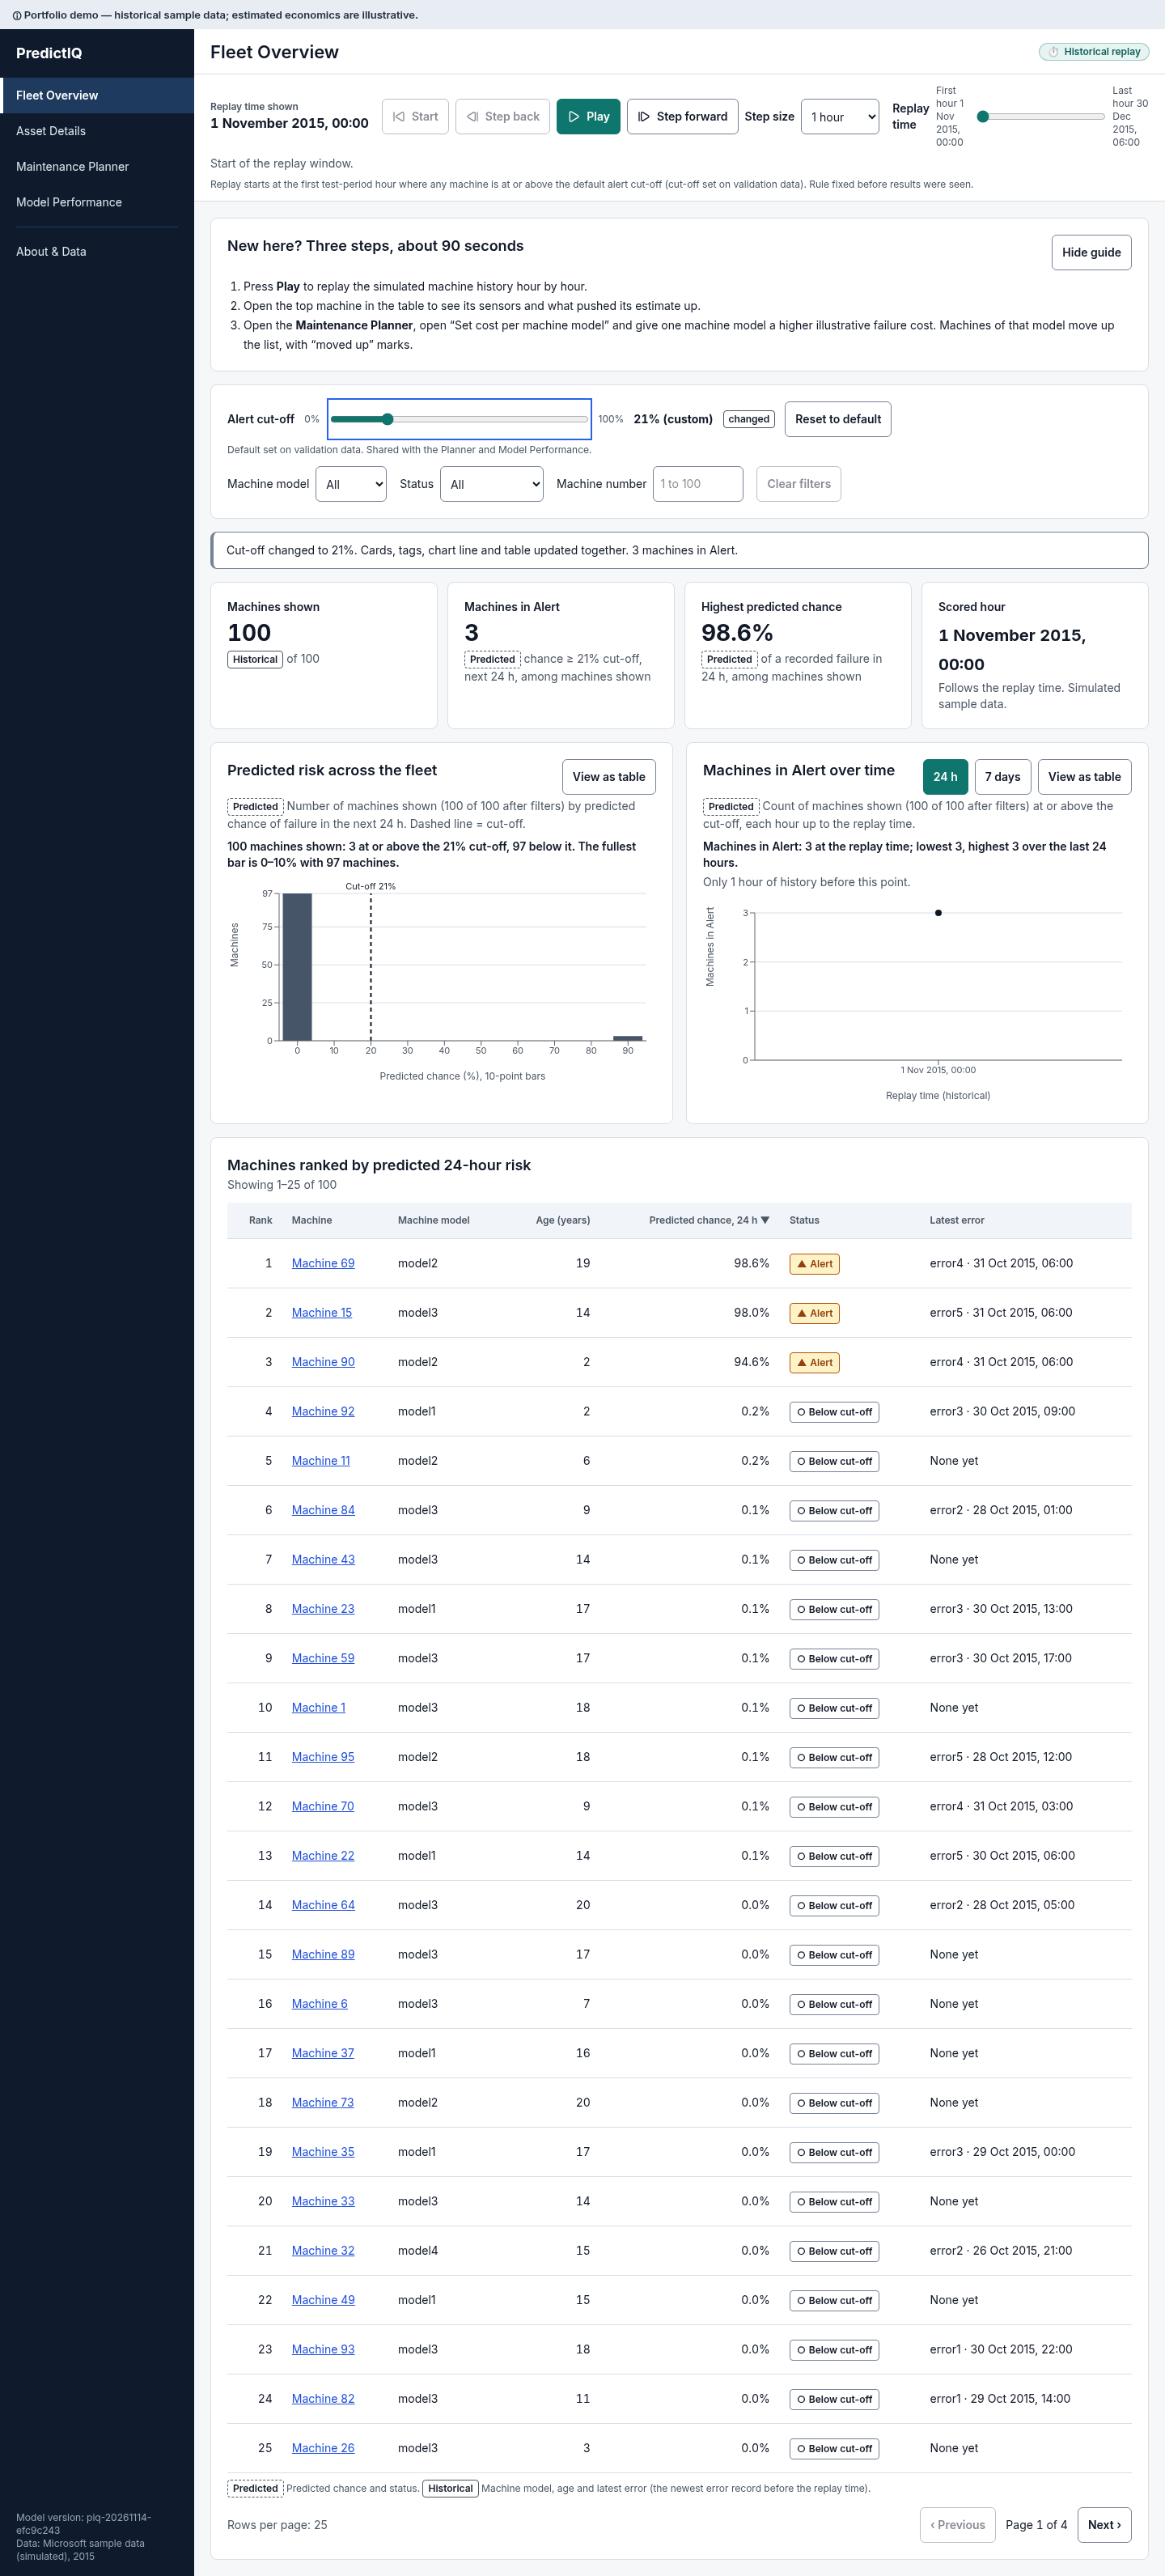 Portfolio demo — historical sample data; estimated economics are illustrative.
PredictIQ
Fleet Overview
Asset Details
Maintenance Planner
Model Performance
About & Data
Model version: piq-20261114-
efc9c243
Data: Microsoft sample data
(simulated), 2015
Fleet Overview
Historical replay
Replay time shown
1 November 2015, 00:00
Start
Step back
Play
Step forward
Step size
1 hour
Replay
time
First
hour 1
Nov
2015,
00:00
Last
hour 30
Dec
2015,
06:00
Start of the replay window.
Replay starts at the first test-period hour where any machine is at or above the default alert cut-off (cut-off set on validation data). Rule fixed before results were seen.
New here? Three steps, about 90 seconds
Hide guide
1. Press Play to replay the simulated machine history hour by hour.
2. Open the top machine in the table to see its sensors and what pushed its estimate up.
3. Open the Maintenance Planner, open “Set cost per machine model” and give one machine model a higher illustrative failure cost. Machines of that model move up
the list, with “moved up” marks.
Alert cut-off 0% 100% 21% (custom) changed Reset to default
Default set on validation data. Shared with the Planner and Model Performance.
Machine model All Status All Machine number 1 to 100 Clear filters
Cut-off changed to 21%. Cards, tags, chart line and table updated together. 3 machines in Alert.
Machines shown
100
Historical of 100
Machines in Alert
3
Predicted chance ≥ 21% cut-off,
next 24 h, among machines shown
Highest predicted chance
98.6%
Predicted of a recorded failure in
24 h, among machines shown
Scored hour
1 November 2015,
00:00
Follows the replay time. Simulated
sample data.
Predicted risk across the fleet
View as table
Predicted Number of machines shown (100 of 100 after filters) by predicted
chance of failure in the next 24 h. Dashed line = cut-off.
100 machines shown: 3 at or above the 21% cut-off, 97 below it. The fullest
bar is 0–10% with 97 machines.
Cut-off 21%
Machines
97
75
50
25
0
0 10 20 30 40 50 60 70 80 90
Predicted chance (%), 10-point bars
Machines in Alert over time
24 h
7 days
View as table
Predicted Count of machines shown (100 of 100 after filters) at or above the
cut-off, each hour up to the replay time.
Machines in Alert: 3 at the replay time; lowest 3, highest 3 over the last 24
hours.
Only 1 hour of history before this point.
Machines in Alert
3
2
1
0
1 Nov 2015, 00:00
Replay time (historical)
Machines ranked by predicted 24-hour risk
Showing 1–25 of 100
Rank Machine Machine model Age (years) Predicted chance, 24 h ▼ Status Latest error
1 Machine 69 model2 19 98.6% ▲ Alert error4 · 31 Oct 2015, 06:00
2 Machine 15 model3 14 98.0% ▲ Alert error5 · 31 Oct 2015, 06:00
3 Machine 90 model2 2 94.6% ▲ Alert error4 · 31 Oct 2015, 06:00
4 Machine 92 model1 2 0.2% Below cut-off error3 · 30 Oct 2015, 09:00
5 Machine 11 model2 6 0.2% Below cut-off None yet
6 Machine 84 model3 9 0.1% Below cut-off error2 · 28 Oct 2015, 01:00
7 Machine 43 model3 14 0.1% Below cut-off None yet
8 Machine 23 model1 17 0.1% Below cut-off error3 · 30 Oct 2015, 13:00
9 Machine 59 model3 17 0.1% Below cut-off error3 · 30 Oct 2015, 17:00
10 Machine 1 model3 18 0.1% Below cut-off None yet
11 Machine 95 model2 18 0.1% Below cut-off error5 · 28 Oct 2015, 12:00
12 Machine 70 model3 9 0.1% Below cut-off error4 · 31 Oct 2015, 03:00
13 Machine 22 model1 14 0.1% Below cut-off error5 · 30 Oct 2015, 06:00
14 Machine 64 model3 20 0.0% Below cut-off error2 · 28 Oct 2015, 05:00
15 Machine 89 model3 17 0.0% Below cut-off None yet
16 Machine 6 model3 7 0.0% Below cut-off None yet
17 Machine 37 model1 16 0.0% Below cut-off None yet
18 Machine 73 model2 20 0.0% Below cut-off None yet
19 Machine 35 model1 17 0.0% Below cut-off error3 · 29 Oct 2015, 00:00
20 Machine 33 model3 14 0.0% Below cut-off None yet
21 Machine 32 model4 15 0.0% Below cut-off error2 · 26 Oct 2015, 21:00
22 Machine 49 model1 15 0.0% Below cut-off None yet
23 Machine 93 model3 18 0.0% Below cut-off error1 · 30 Oct 2015, 22:00
24 Machine 82 model3 11 0.0% Below cut-off error1 · 29 Oct 2015, 14:00
25 Machine 26 model3 3 0.0% Below cut-off None yet
Predicted Predicted chance and status. Historical Machine model, age and latest error (the newest error record before the replay time).
Rows per page: 25
‹ Previous Page 1 of 4 Next ›